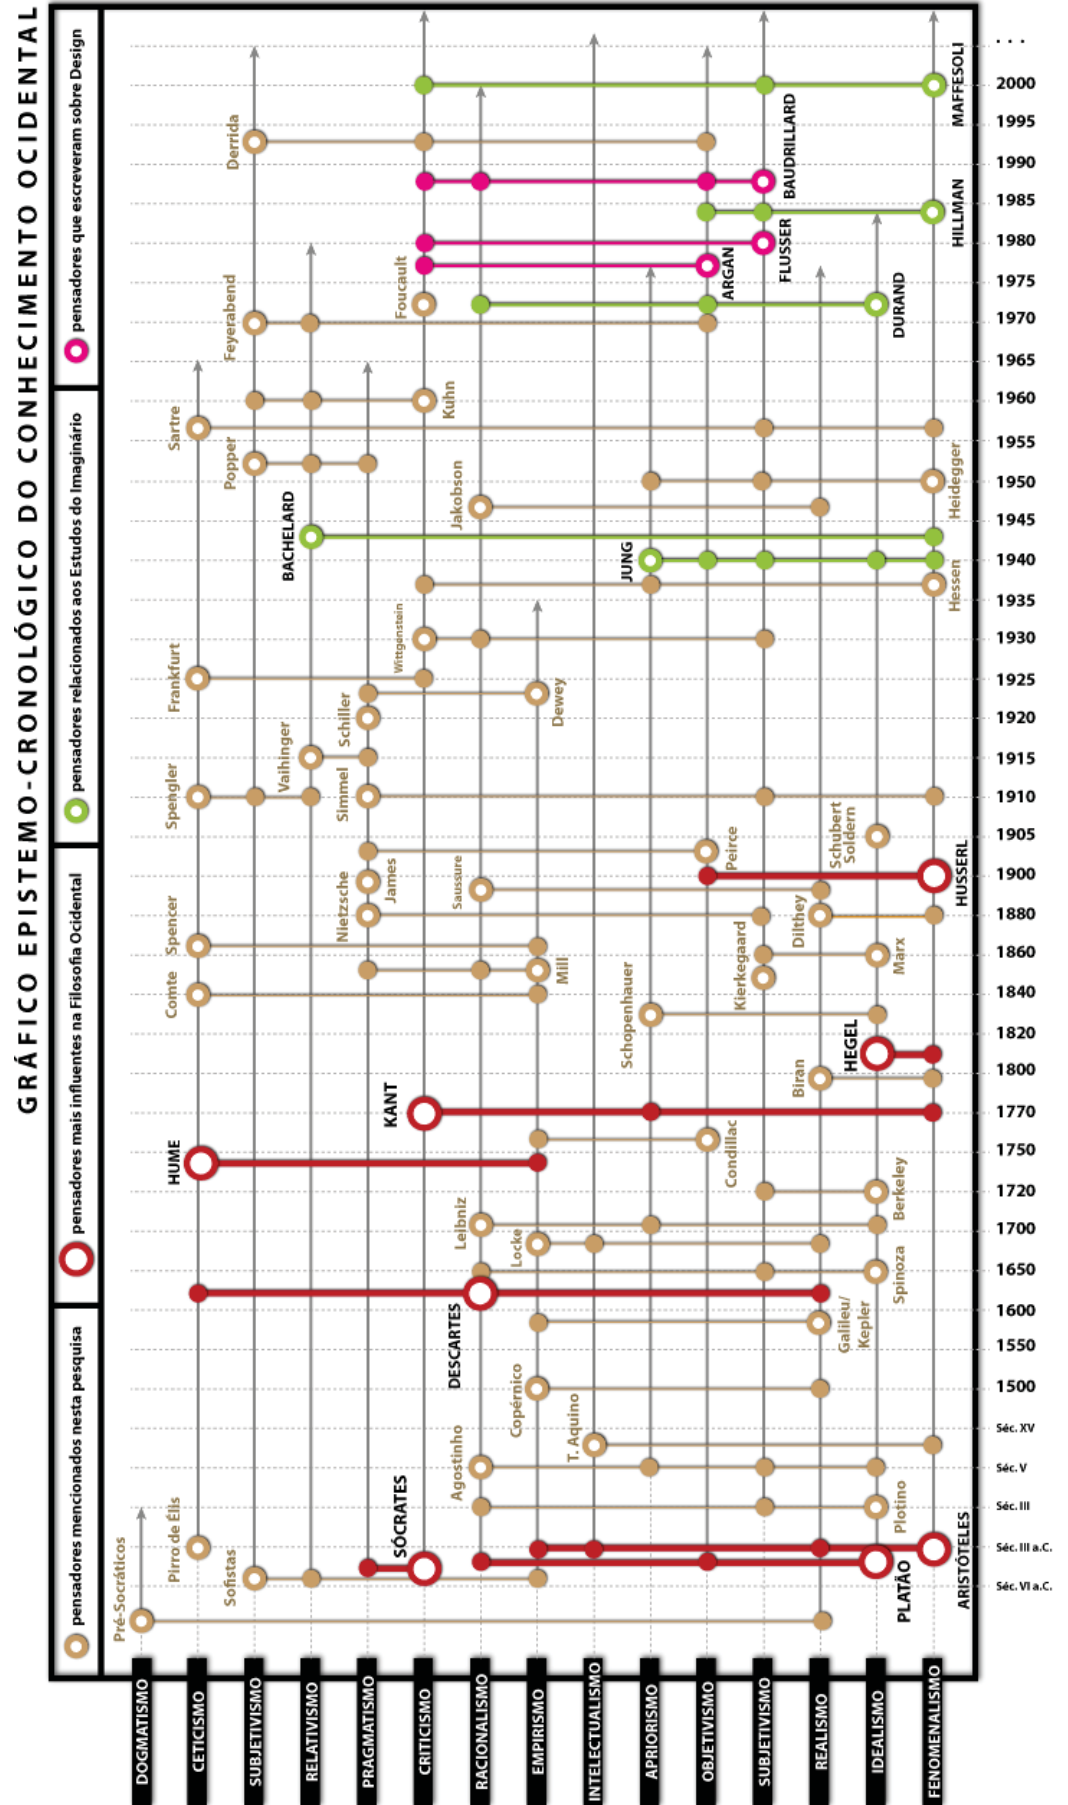 GRÁFICO EPISTEMO-CRONOLÓGICO DO CONHECIMENTO OCIDENTAL
pensadores mencionados nesta pesquisa
pensadores mais influentes na Filosofia Ocidental
pensadores relacionados aos Estudos do Imaginário
pensadores que escreveram sobre Design
DOGMATISMO
CETICISMO
SUBJETIVISMO
RELATIVISMO
PRAGMATISMO
CRITICISMO
RACIONALISMO
EMPIRISMO
INTELECTUALISMO
APRIORISMO
OBJETIVISMO
SUBJETIVISMO
REALISMO
IDEALISMO
FENOMENALISMO
Pré-Socráticos
Pirro de Élis
Sofistas
SÓCRATES
PLATÃO
ARISTÓTELES
Plotino
Agostinho
T. Aquino
Copérnico
Galileu/
Kepler
DESCARTES
Spinoza
Locke
Leibniz
Berkeley
HUME
Condillac
KANT
Biran
HEGEL
Schopenhauer
Comte
Mill
Kierkegaard
Marx
Spencer
Nietzsche
Dilthey
James
Saussure
HUSSERL
Peirce
Schubert
Soldern
Spengler
Simmel
Vaihinger
Schiller
Dewey
Frankfurt
Wittgenstein
Hessen
JUNG
BACHELARD
Jakobson
Heidegger
Popper
Sartre
Kuhn
Feyerabend
Foucault
DURAND
ARGAN
FLUSSER
HILLMAN
BAUDRILLARD
Derrida
MAFFESOLI
. . .
2000
1995
1990
1985
1980
1975
1970
1965
1960
1955
1950
1945
1940
1935
1930
1925
1920
1915
1910
1905
1900
1880
1860
1840
1820
1800
1770
1750
1720
1700
1650
1600
1550
1500
Séc. XV
Séc. V
Séc. III
Séc. III a.C.
Séc. VI a.C.